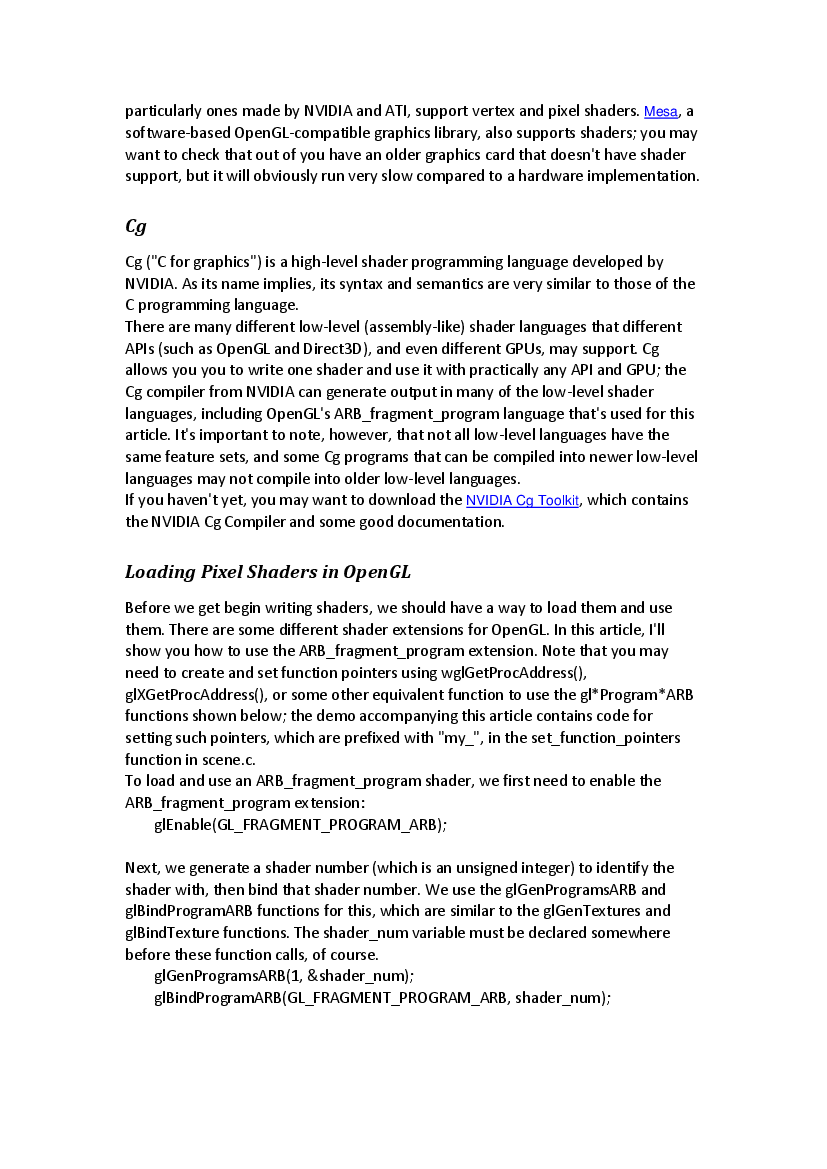 particularly ones made by NVIDIA and ATI, support vertex and pixel shaders. Mesa, a
software-based OpenGL-compatible graphics library, also supports shaders; you may
want to check that out of you have an older graphics card that doesn't have shader
support, but it will obviously run very slow compared to a hardware implementation.
Cg
Cg ("C for graphics") is a high-level shader programming language developed by
NVIDIA. As its name implies, its syntax and semantics are very similar to those of the
C programming language.
There are many different low-level (assembly-like) shader languages that different
APIs (such as OpenGL and Direct3D), and even different GPUs, may support. Cg
allows you you to write one shader and use it with practically any API and GPU; the
Cg compiler from NVIDIA can generate output in many of the low-level shader
languages, including OpenGL's ARB_fragment_program language that's used for this
article. It's important to note, however, that not all low-level languages have the
same feature sets, and some Cg programs that can be compiled into newer low-level
languages may not compile into older low-level languages.
If you haven't yet, you may want to download the NVIDIA Cg Toolkit, which contains
the NVIDIA Cg Compiler and some good documentation.
Loading Pixel Shaders in OpenGL
Before we get begin writing shaders, we should have a way to load them and use
them. There are some different shader extensions for OpenGL. In this article, I'll
show you how to use the ARB_fragment_program extension. Note that you may
need to create and set function pointers using wglGetProcAddress(),
glXGetProcAddress(), or some other equivalent function to use the gl*Program*ARB
functions shown below; the demo accompanying this article contains code for
setting such pointers, which are prefixed with "my_", in the set_function_pointers
function in scene.c.
To load and use an ARB_fragment_program shader, we first need to enable the
ARB_fragment_program extension:
glEnable(GL_FRAGMENT_PROGRAM_ARB);
Next, we generate a shader number (which is an unsigned integer) to identify the
shader with, then bind that shader number. We use the glGenProgramsARB and
glBindProgramARB functions for this, which are similar to the glGenTextures and
glBindTexture functions. The shader_num variable must be declared somewhere
before these function calls, of course.
glGenProgramsARB(1, &shader_num);
glBindProgramARB(GL_FRAGMENT_PROGRAM_ARB, shader_num);